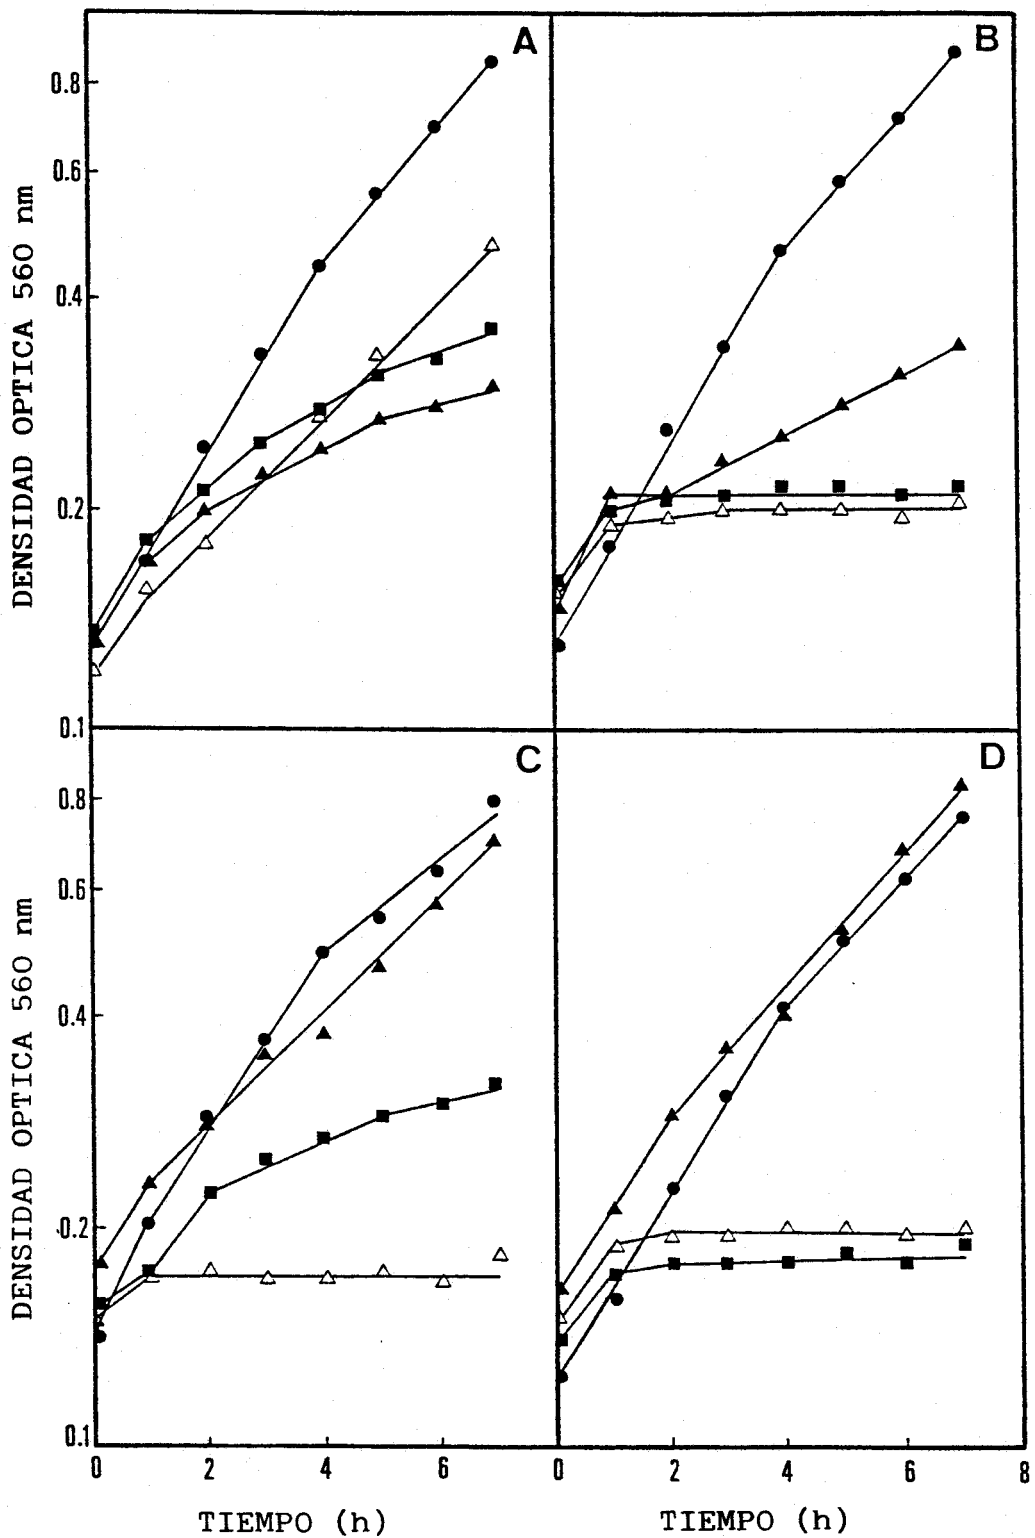 A
B
0.8
0.6
0.4
0.2
0.1
DENSIDAD OPTICA 560 nm
C
D
0.8
0.6
0.4
0.2
0.1
DENSIDAD OPTICA 560 nm
0 2 4 6 0 2 4 6 8
TIEMPO (h) TIEMPO (h)